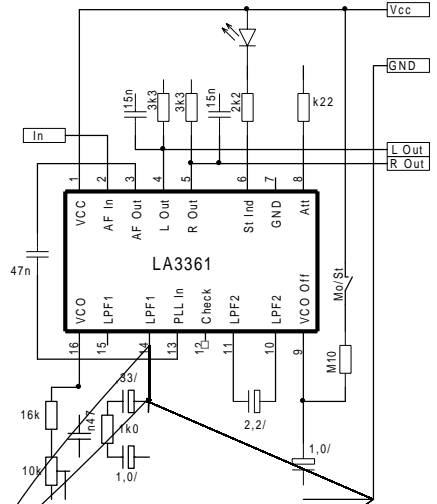 Vcc
GND
15n
3k3
3k3
15n
2k2
k22
In
L Out
R Out
1
2
3
4
5
6
7
8
VCC
AF In
AF Out
L Out
R Out
St Ind
GND
Att
LA3361
47n
Mo/St
VCO
LPF1
LPF1
PLL In
Check
LPF2
LPF2
VCO Off
16
15
14
13
12
11
10
9
M10
,33/
16k
n47
1k0
2,2/
10k
1,0/
1,0/